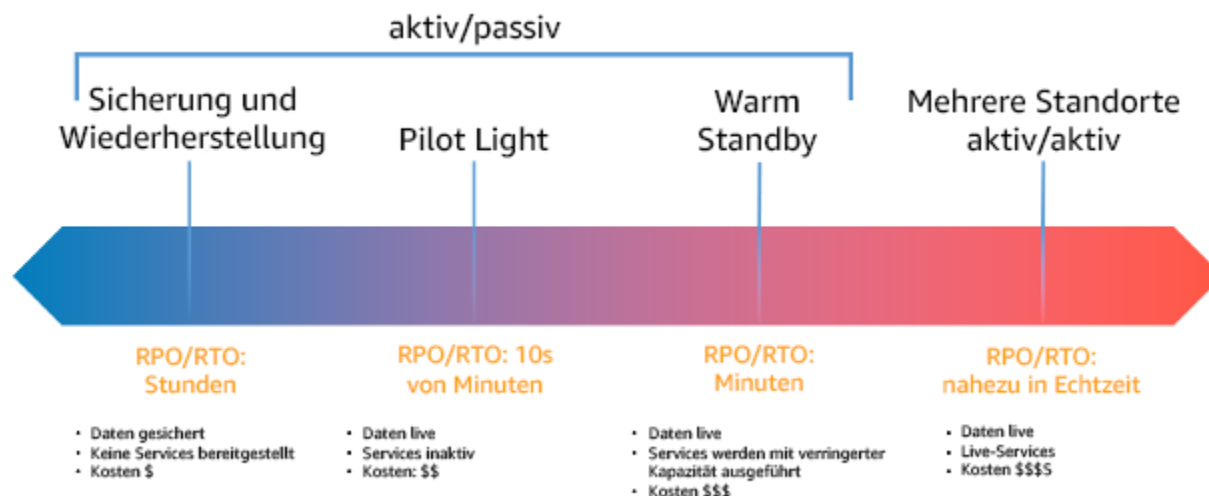 aktiv/passiv
Sicherung und
Wiederherstellung
Pilot Light
Warm
Standby
Mehrere Standorte
aktiv/aktiv
RPO/RTO:
Stunden
RPO/RTO: 10s
von Minuten
RPO/RTO:
Minuten
RPO/RTO:
nahezu in Echtzeit
• Daten gesichert
• Keine Services bereitgestellt
• Kosten $
• Daten live
• Services inaktiv
• Kosten: $$
• Daten live
• Services werden mit verringerter
Kapazität ausgeführt
• Kosten $$$
• Daten live
• Live-Services
• Kosten $$$S